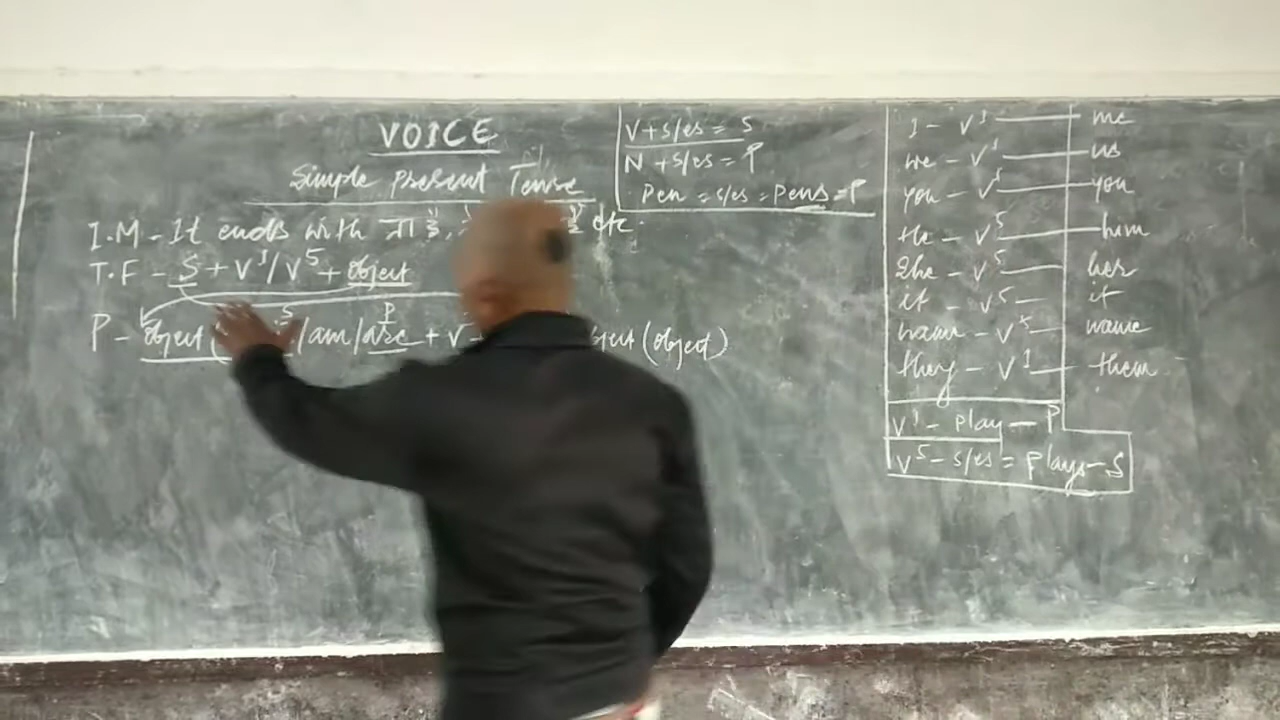 VOICE
Simple present Tense
I.M - It ends with etc.
T.F - S + V¹/V⁵ + object
S P
P - object /am/are + V (object)
V+s/es = S
N +s/es = P
Pen = s/es = Pens = P
I - V¹ me
we - V¹ us
you - V¹ you
He - V⁵ him
She - V⁵ her
it - V⁵ it
name - V⁵ name
they - V¹ them
V¹ - play - P
V⁵ - s/es = plays - S